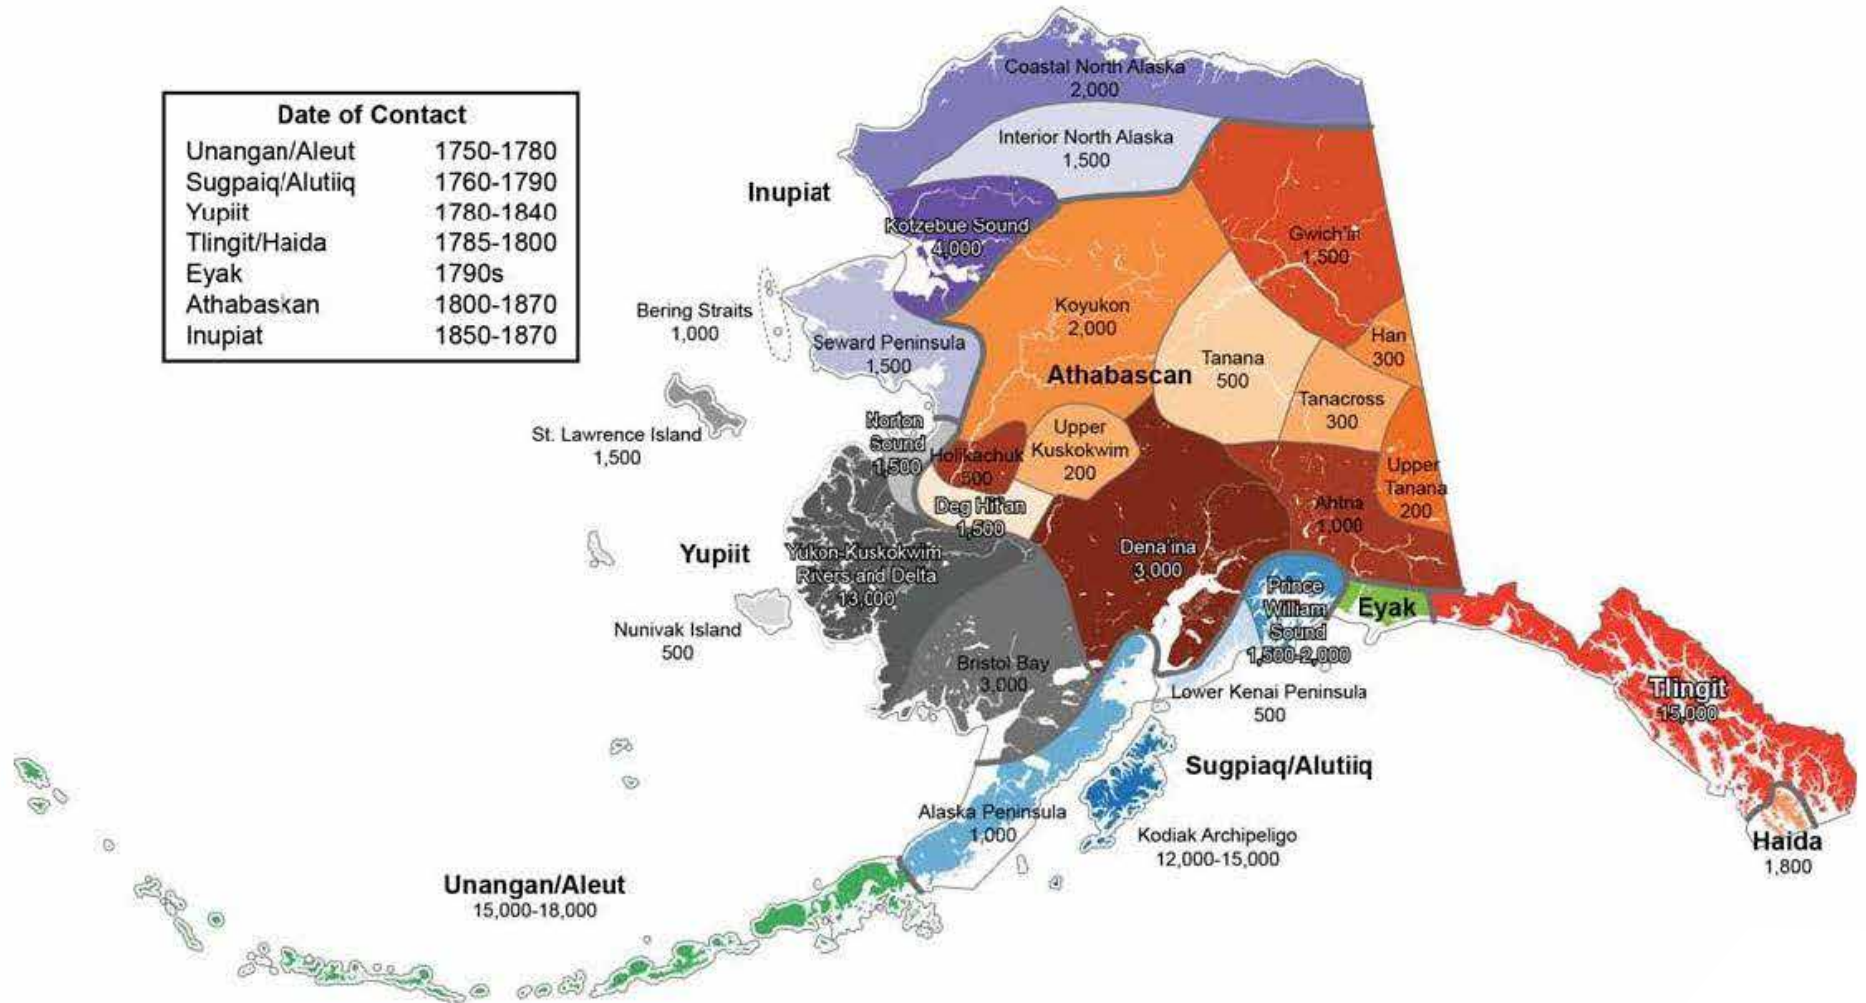 Date of Contact
Unangan/Aleut 1750-1780
Sugpaiq/Alutiiq 1760-1790
Yupiit 1780-1840
Tlingit/Haida 1785-1800
Eyak 1790s
Athabaskan 1800-1870
Inupiat 1850-1870
Coastal North Alaska
2,000
Interior North Alaska
1,500
Inupiat
Kotzebue Sound
4,000
Gwich'in
1,500
Bering Straits
1,000
Seward Peninsula
1,500
Koyukon
2,000
Athabascan
Tanana
500
Han
300
Tanacross
300
St. Lawrence Island
1,500
Norton
Sound
1,500
Holikachuk
500
Upper
Kuskokwim
200
Upper
Tanana
200
Deg Hit'an
1,500
Ahtna
1,000
Yupiit
Yukon-Kuskokwim
Rivers and Delta
13,000
Dena'ina
3,000
Prince
William
Sound
1,500-2,000
Eyak
Nunivak Island
500
Bristol Bay
3,000
Lower Kenai Peninsula
500
Tlingit
15,000
Sugpiaq/Alutiiq
Alaska Peninsula
1,000
Kodiak Archipeligo
12,000-15,000
Haida
1,800
Unangan/Aleut
15,000-18,000